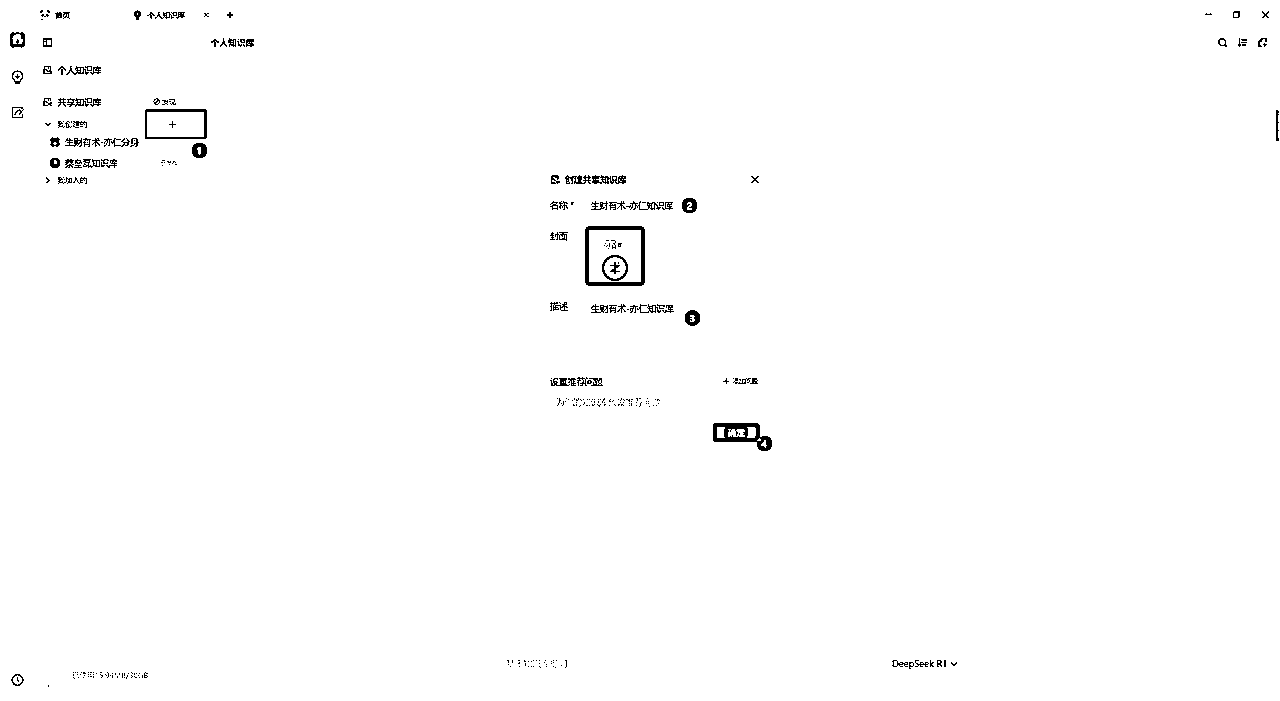 首页
个人知识库
个人知识库
个人知识库
共享知识库
发现
我创建的
+
生财有术-亦仁分身
1
蔡至磊知识库
我加入的
创建共享知识库
名称 *
生财有术-亦仁知识库
2
封面
描述
生财有术-亦仁知识库
3
设置推荐问题
+ 添加问题
确定
4
DeepSeek R1